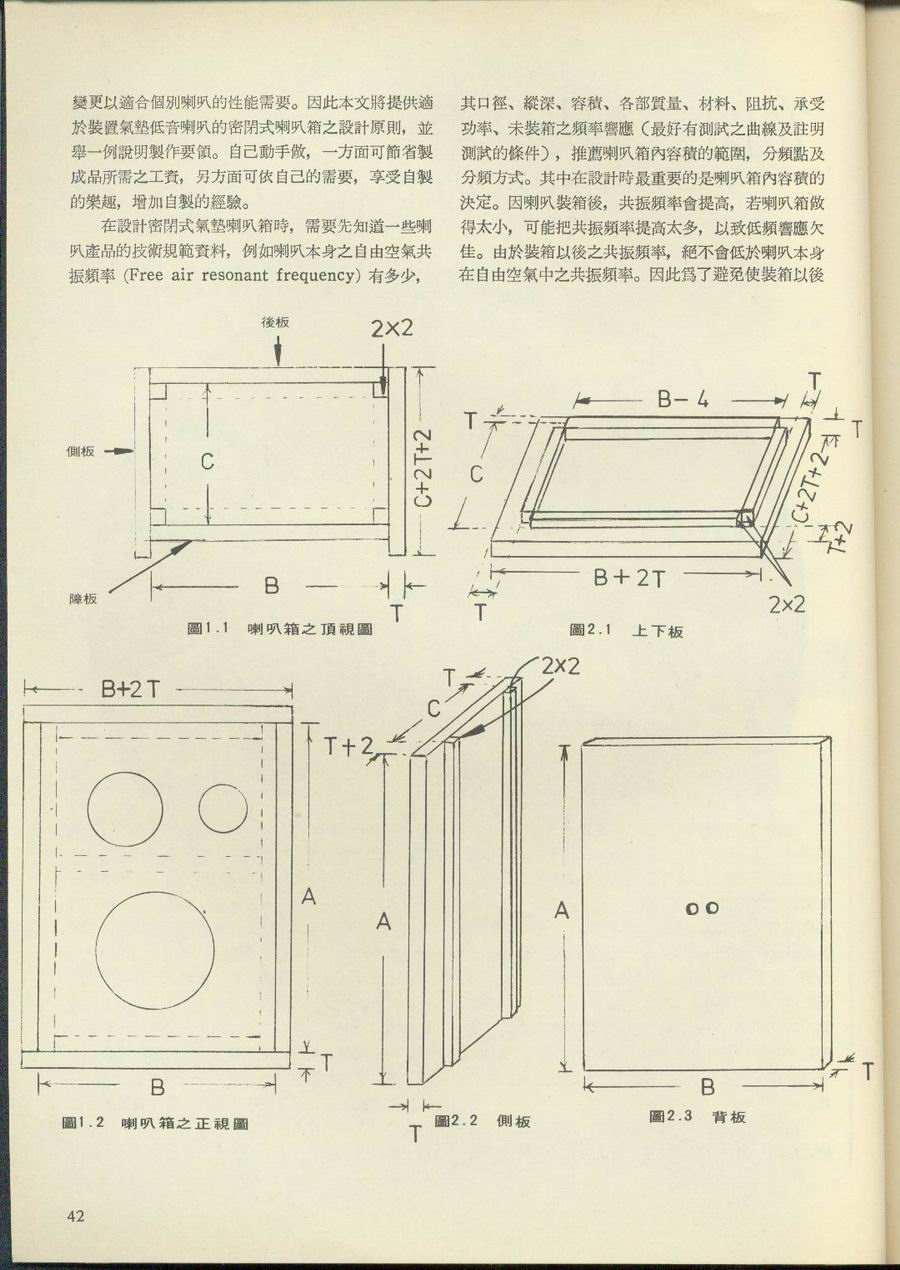 變更以適合個別喇叭的性能需要。因此本文將提供適
於裝置氣墊低音喇叭的密閉式喇叭箱之設計原則，並
舉一例說明製作要領。自己動手做，一方面可節省製
成品所需之工資，另方面可依自己的需要，享受自製
的樂趣，增加自製的經驗。
在設計密閉式氣墊喇叭箱時，需要先知道一些喇
叭產品的技術規範資料，例如喇叭本身之自由空氣共
振頻率 (Free air resonant frequency) 有多少，
其口徑、縱深、容積、各部質量、材料、阻抗、承受
功率、未裝箱之頻率響應（最好有測試之曲線及註明
測試的條件），推薦喇叭箱內容積的範圍，分頻點及
分頻方式。其中在設計時最重要的是喇叭箱內容積的
決定。因喇叭裝箱後，共振頻率會提高，若喇叭箱做
得太小，可能把共振頻率提高太多，以致低頻響應欠
佳。由於裝箱以後之共振頻率，絕不會低於喇叭本身
在自由空氣中之共振頻率。因此爲了避免使裝箱以後
後板
2×2
側板
C
C+2T+2
障板
B
T
圖1.1 喇叭箱之頂視圖
B-4
T
T
T
C
C+2T+2
T+2
B+2T
T
2x2
圖2.1 上下板
B+2T
A
T
B
圖1.2 喇叭箱之正視圖
T
2x2
C
T+2
A
T
圖2.2 側板
A
B
T
圖2.3 背板
42